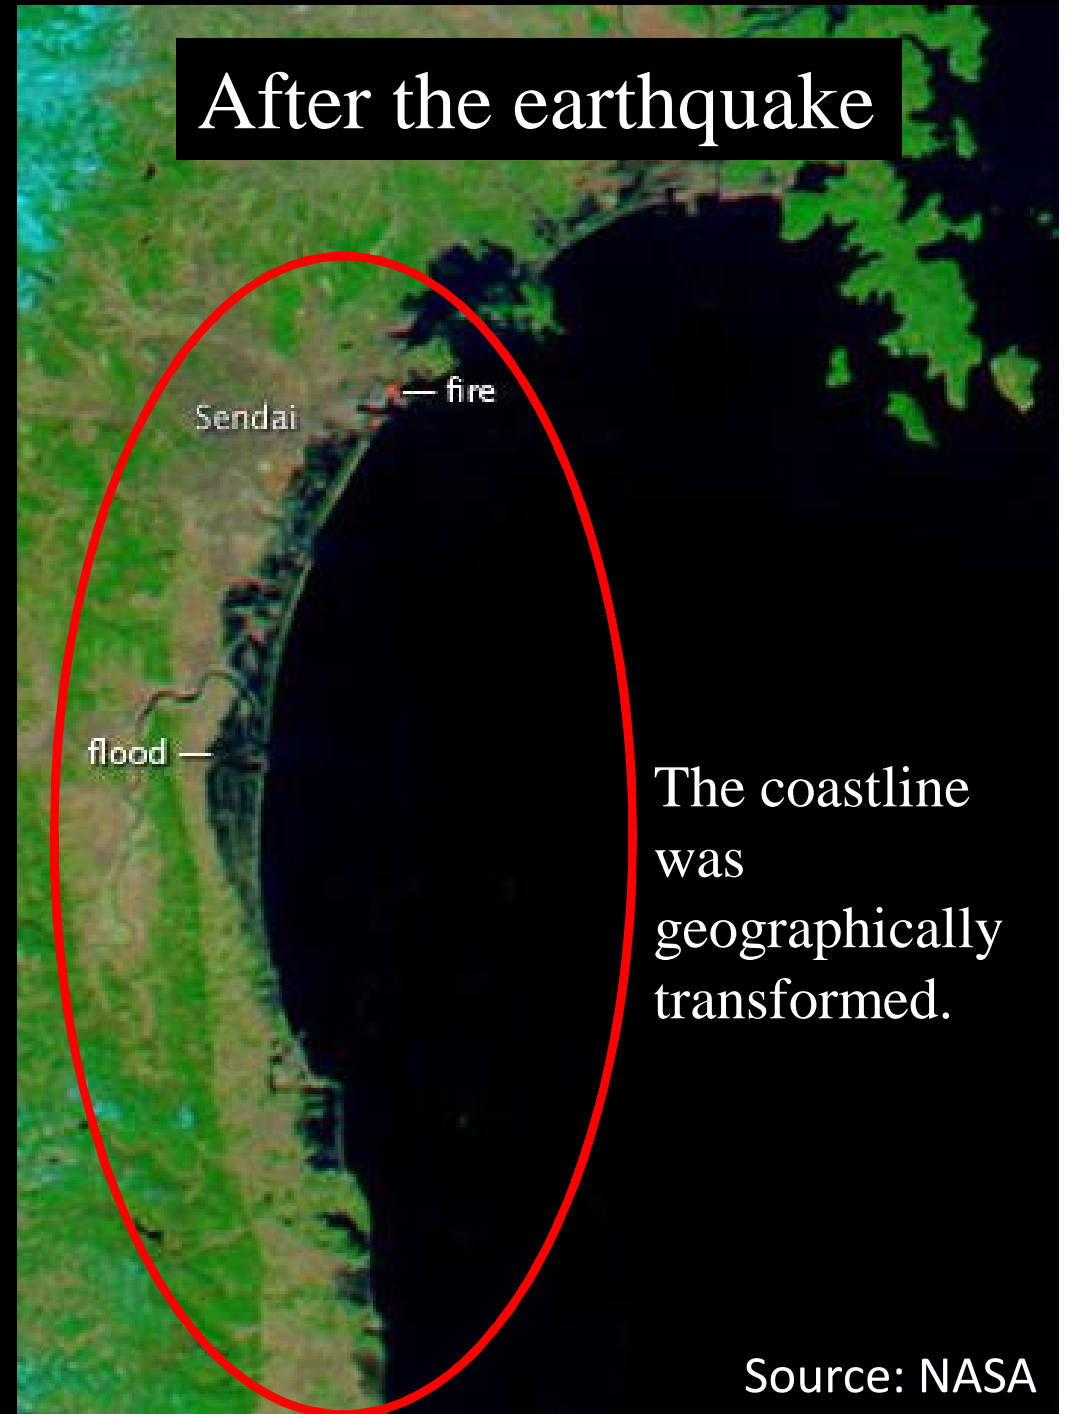 After the earthquake
fire
Sendai
flood
The coastline
was
geographically
transformed.
Source: NASA